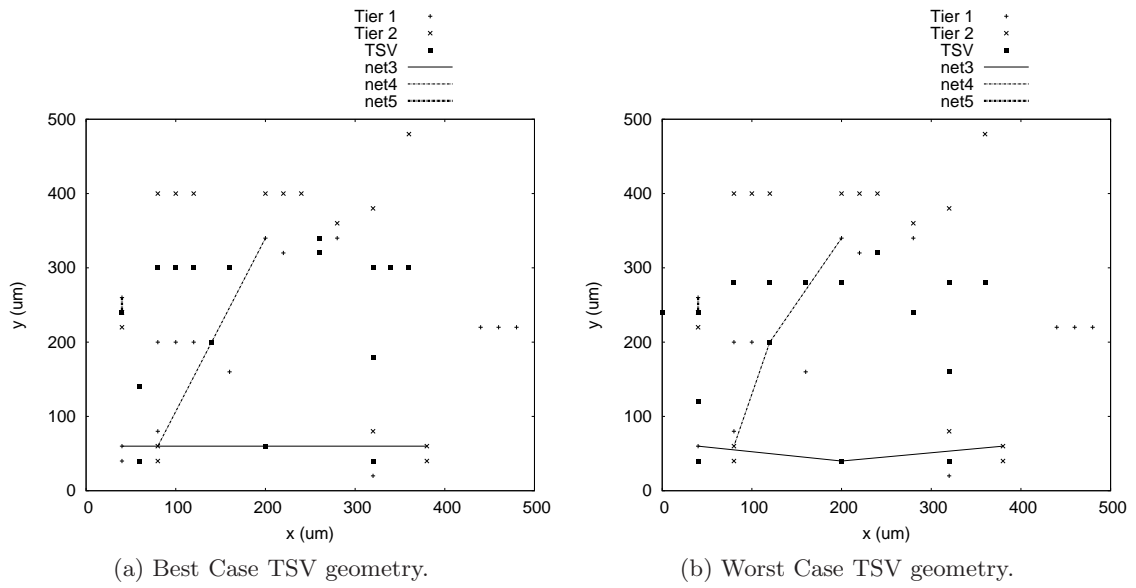 Tier 1
Tier 2
TSV
net3
net4
net5
500
400
300
200
100
0
y (um)
0 100 200 300 400 500
x (um)
(a) Best Case TSV geometry.
Tier 1
Tier 2
TSV
net3
net4
net5
500
400
300
200
100
0
y (um)
0 100 200 300 400 500
x (um)
(b) Worst Case TSV geometry.